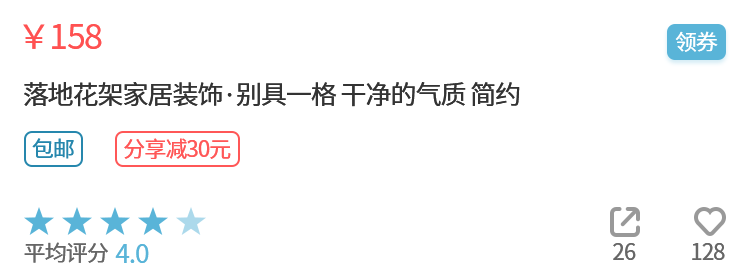 ￥158
领券
落地花架家居装饰·别具一格 干净的气质 简约
包邮 分享减30元
平均评分 4.0
26 128